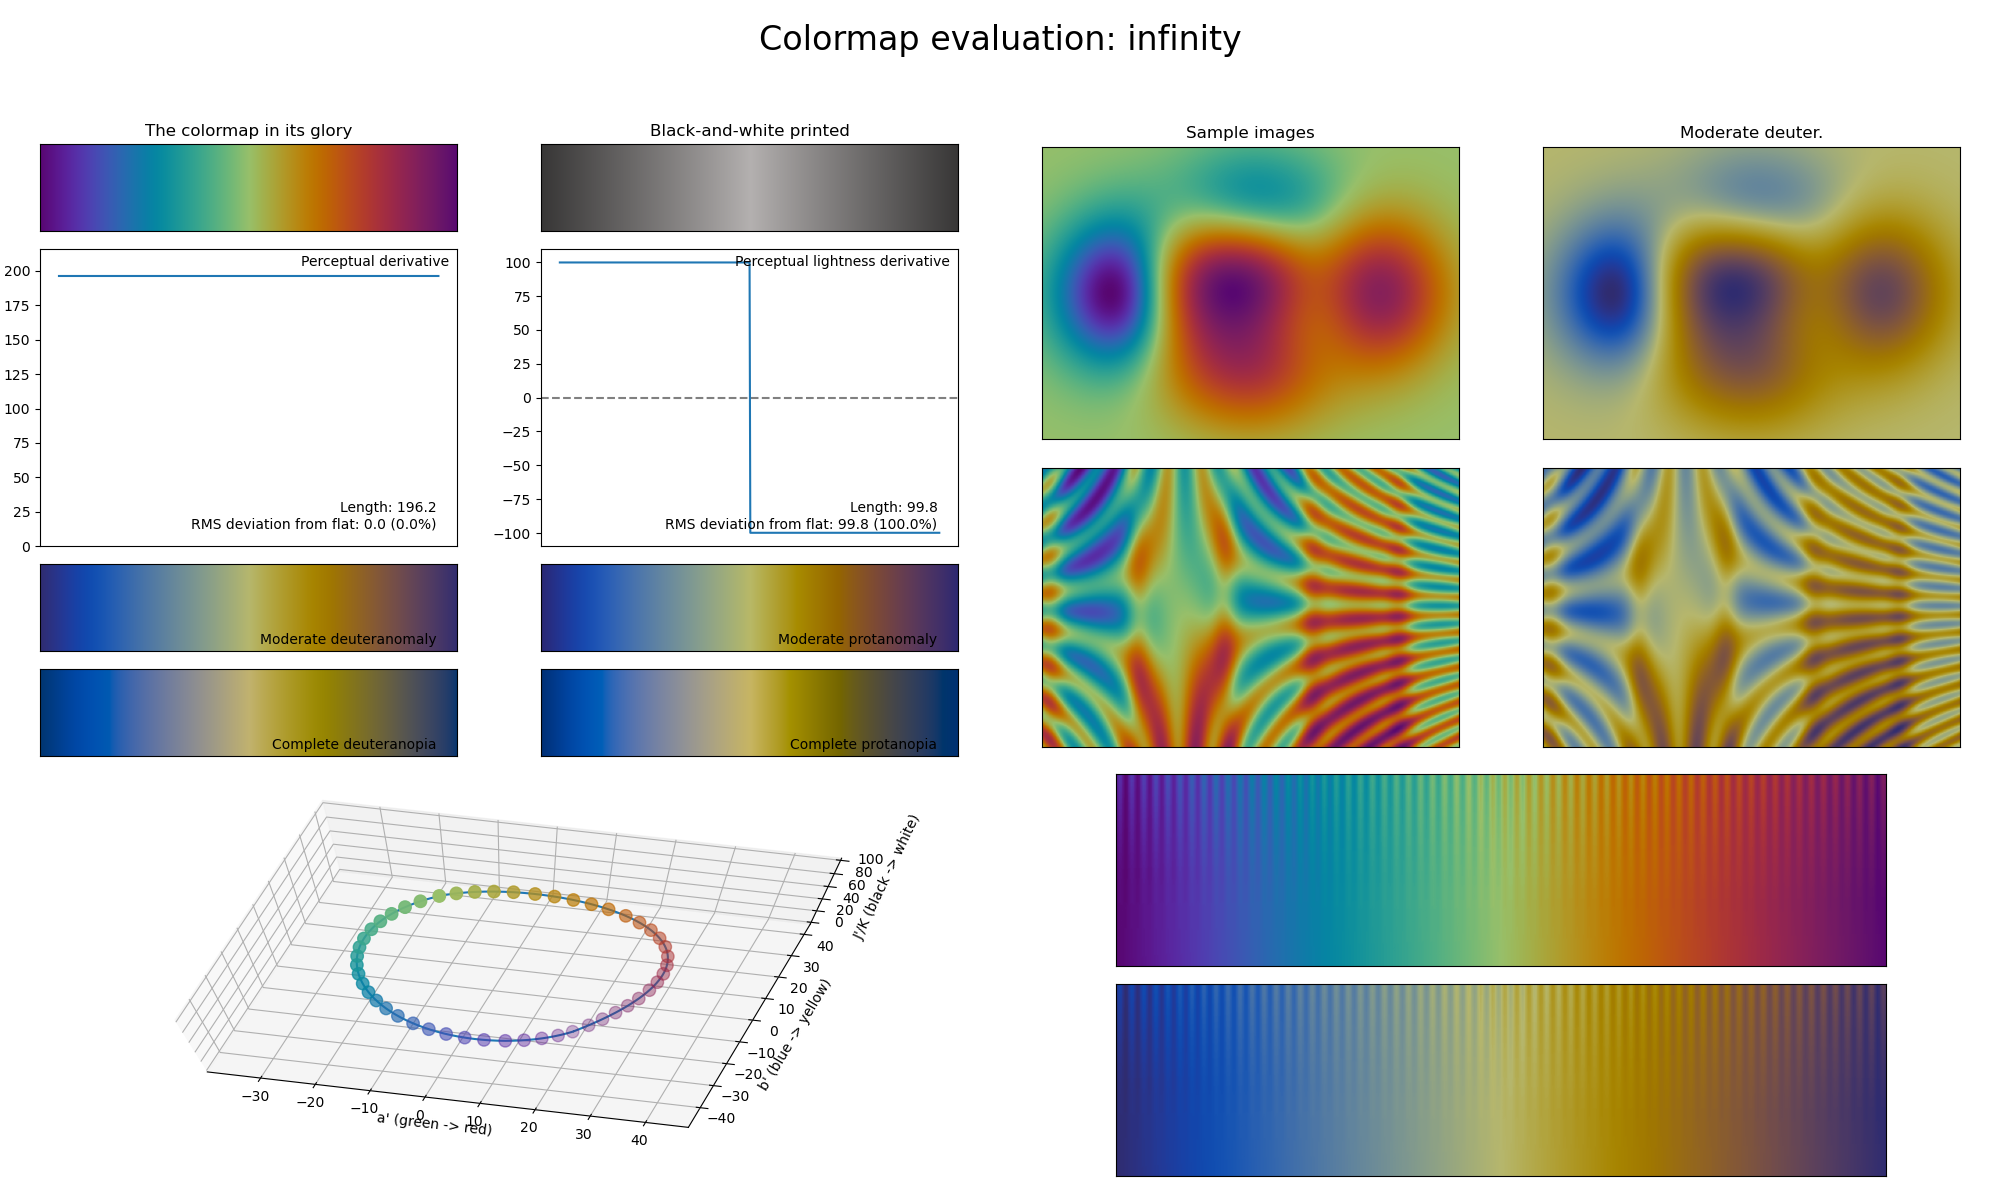 Colormap evaluation: infinity
The colormap in its glory
Black-and-white printed
Sample images
Moderate deuter.
Perceptual derivative
200
175
150
125
100
75
50
25
0
Length: 196.2
RMS deviation from flat: 0.0 (0.0%)
Perceptual lightness derivative
100
75
50
25
0
−25
−50
−75
−100
Length: 99.8
RMS deviation from flat: 99.8 (100.0%)
Moderate deuteranomaly
Moderate protanomaly
Complete deuteranopia
Complete protanopia
100
80
60
40
20
0
J'/K (black -> white)
40
30
20
10
0
−10
−20
−30
−40
b' (blue -> yellow)
−30
−20
−10
0
10
20
30
40
a' (green -> red)